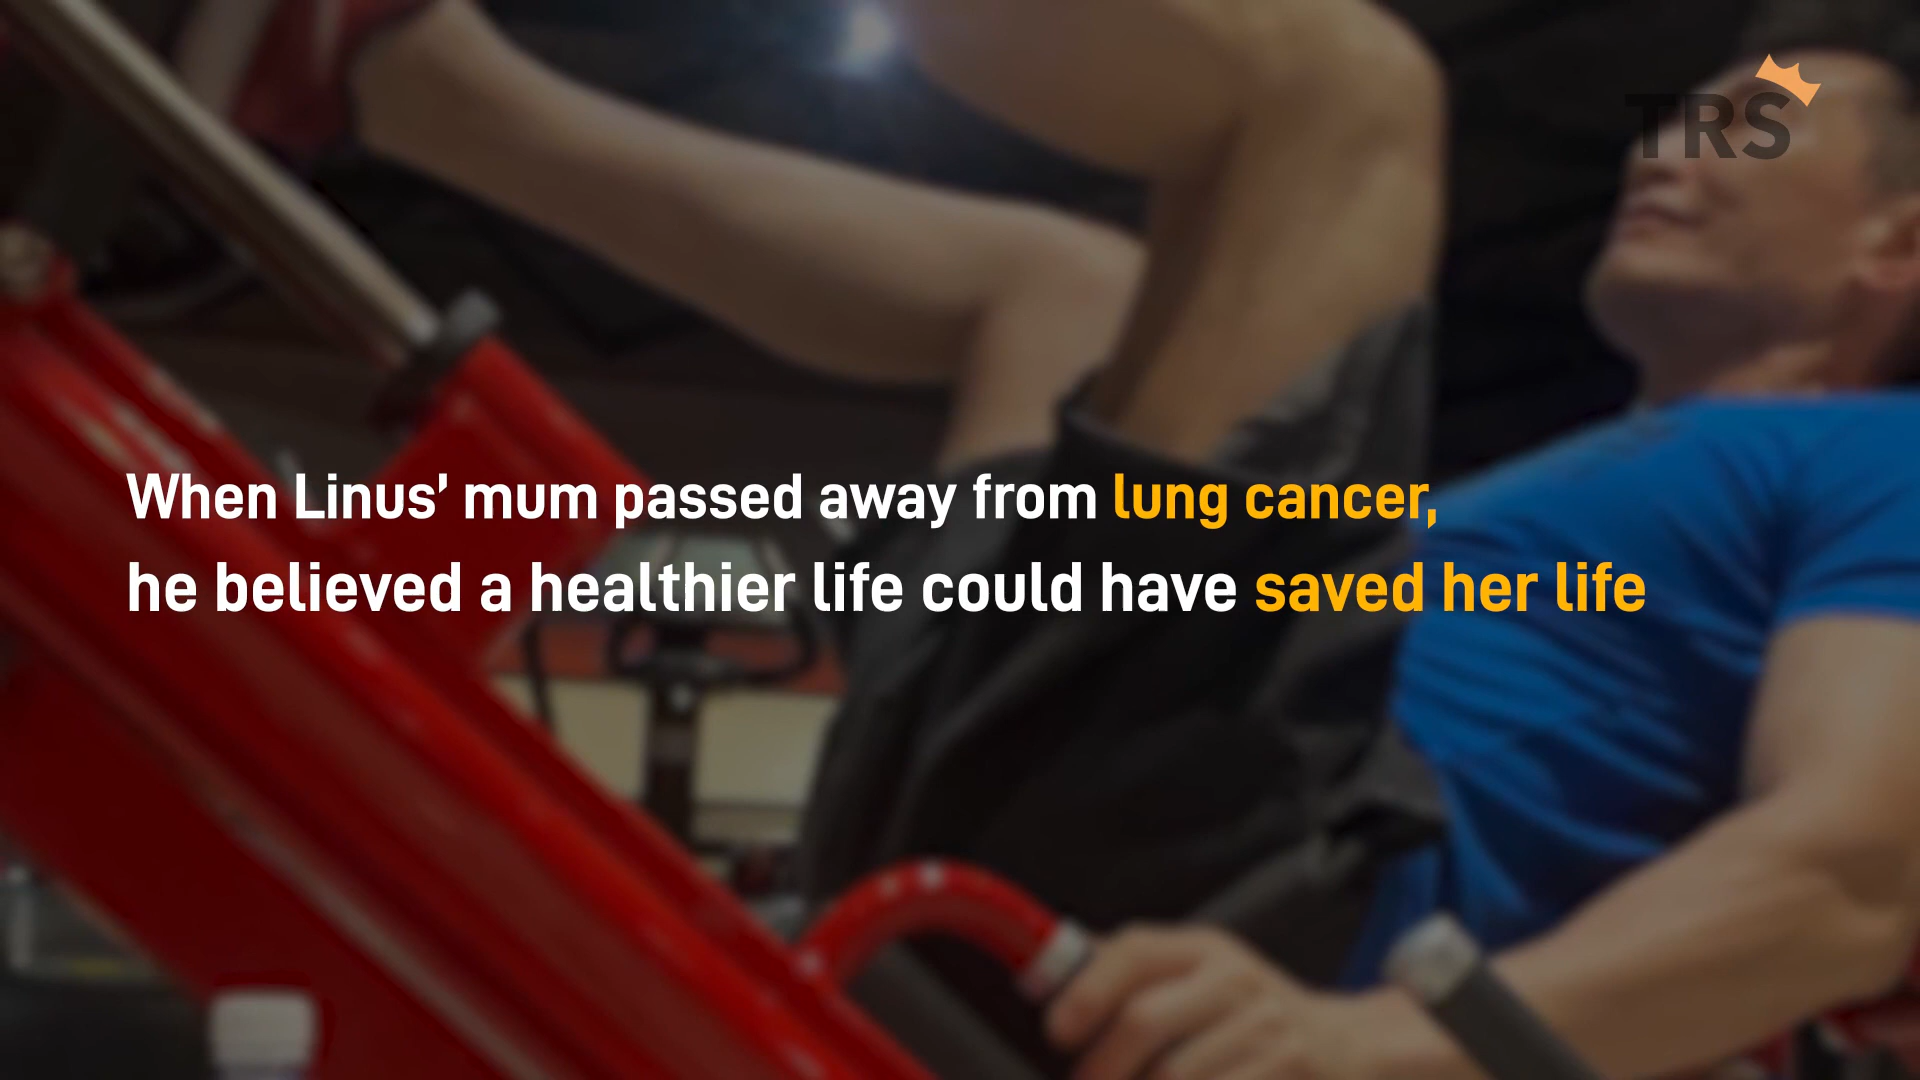 TRS
When Linus’ mum passed away from lung cancer,
he believed a healthier life could have saved her life